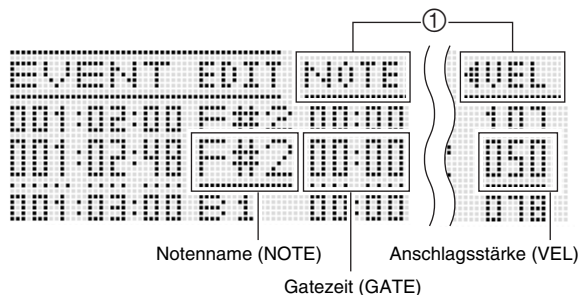 ①
EVENT EDIT NOTE ◀VEL
001:02:00 F#2 00:00 107
001:02:48 F#2 00:00 050
001:03:00 B1 00:00 078
Notenname (NOTE) Anschlagsstärke (VEL)
Gatezeit (GATE)